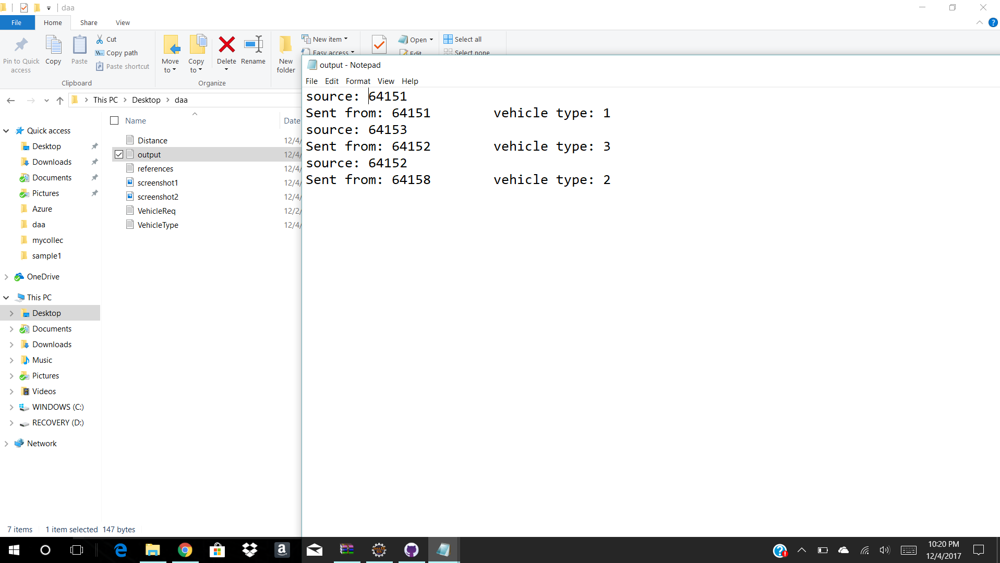 daa
File Home Share View
Pin to Quick access
Copy
Paste
Cut
Copy path
Paste shortcut
Clipboard
Move to
Copy to
Delete
Rename
Organize
New folder
New item
Easy access
Open
Edit
Select all
Select none
This PC > Desktop > daa
Name
Date
Distance 12/4/
output 12/4/
references 12/4/
screenshot1 12/4/
screenshot2 12/4/
VehicleReq 12/2/
VehicleType 12/4/
Quick access
Desktop
Downloads
Documents
Pictures
Azure
daa
mycollec
sample1
OneDrive
This PC
Desktop
Documents
Downloads
Music
Pictures
Videos
WINDOWS (C:)
RECOVERY (D:)
Network
7 items 1 item selected 147 bytes
output - Notepad
File Edit Format View Help
source: 64151
Sent from: 64151 vehicle type: 1
source: 64153
Sent from: 64152 vehicle type: 3
source: 64152
Sent from: 64158 vehicle type: 2
10:20 PM
12/4/2017